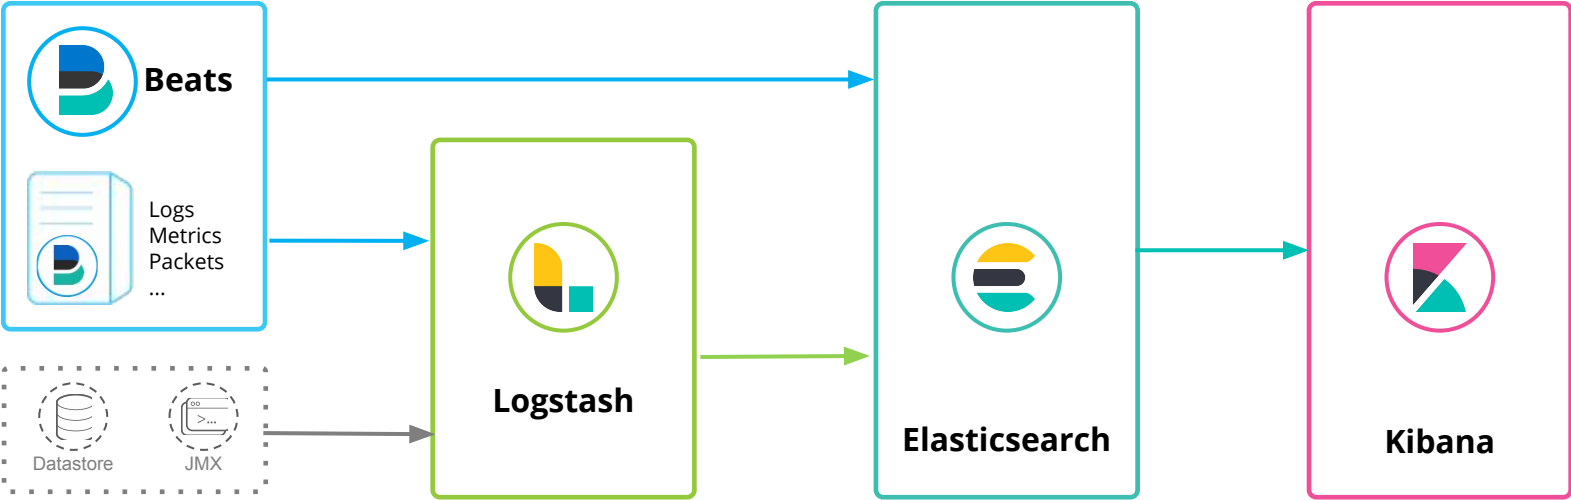 Beats
Logs
Metrics
Packets
...
>_...
Datastore
JMX
Logstash
Elasticsearch
Kibana